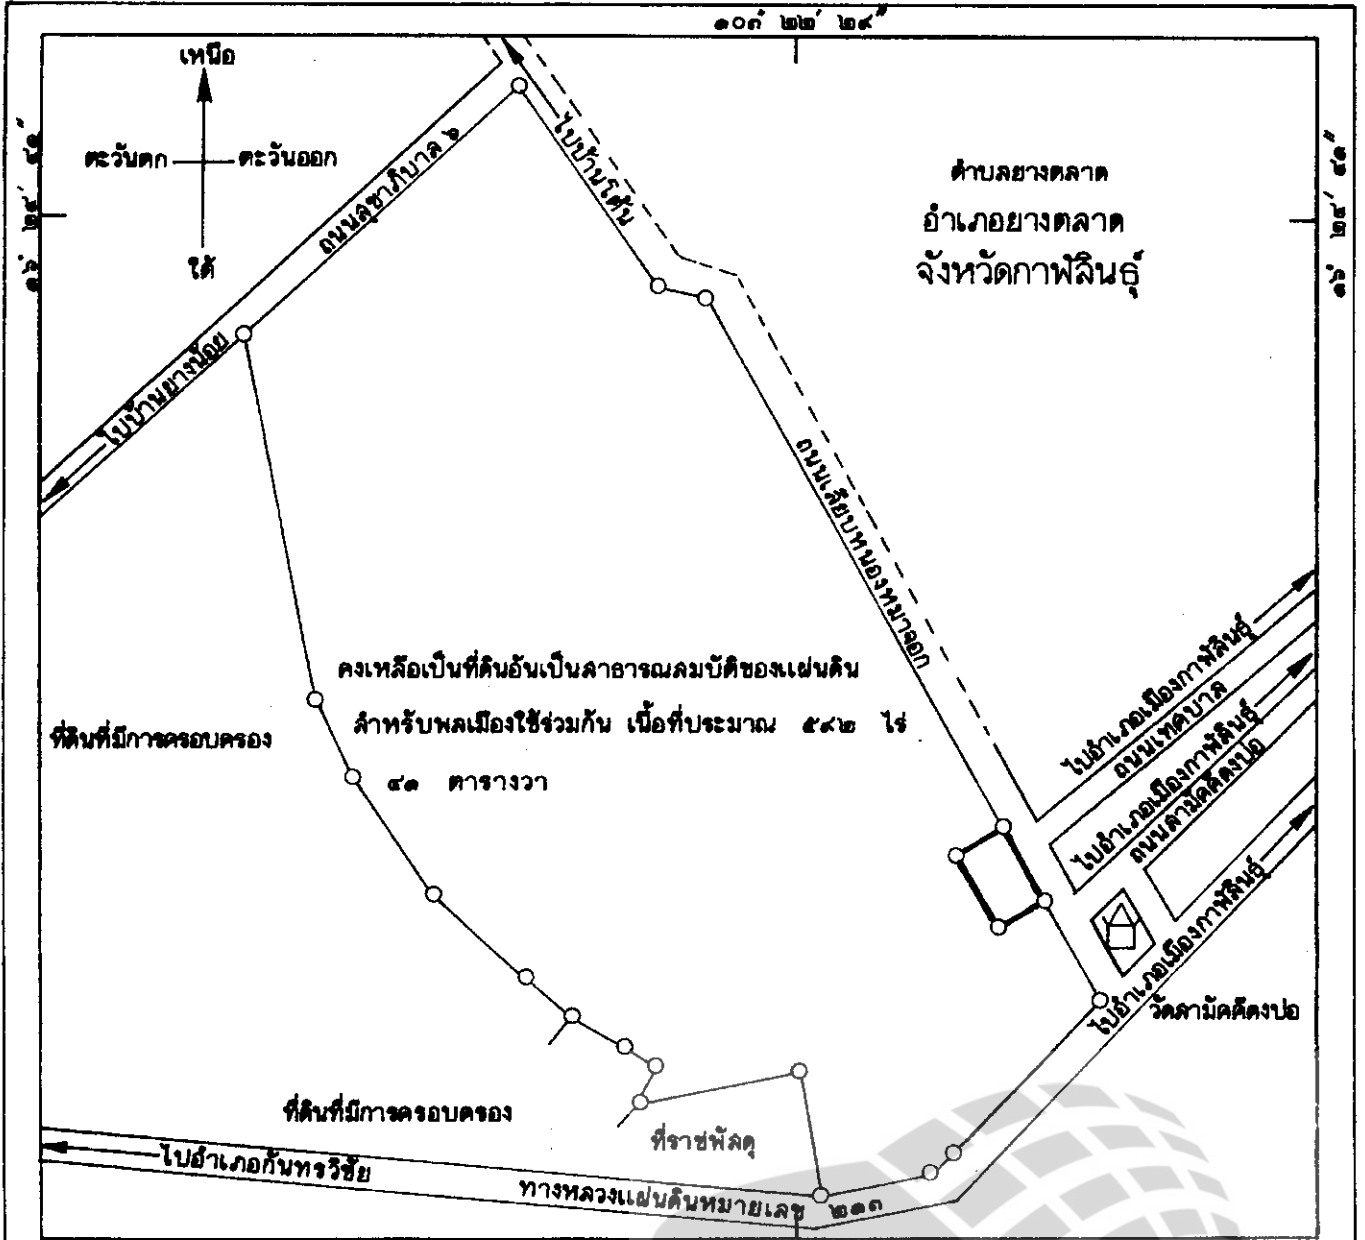 ๑๐๓° ๒๒′ ๒๙″
เหนือ
ตะวันตก
ตะวันออก
ใต้
๑๖° ๒๔′ ๔๑″
๑๖° ๒๔′ ๔๑″
ถนนสุขาภิบาล ๖
ไปบ้านโต้น
ไปบ้านยางน้อย
ตำบลยางตลาด
อำเภอยางตลาด
จังหวัดกาฬสินธุ์
ถนนเลียบหนองหมาจอก
คงเหลือเป็นที่ดินอันเป็นสาธารณสมบัติของแผ่นดิน
สำหรับพลเมืองใช้ร่วมกัน เนื้อที่ประมาณ ๕๙๒ ไร่
๔๑ ตารางวา
ที่ดินที่มีการครอบครอง
ไปอำเภอเมืองกาฬสินธุ์
ถนนเทศบาล
ไปอำเภอเมืองกาฬสินธุ์
ถนนสามัคคีดงบ่อ
ไปอำเภอเมืองกาฬสินธุ์
วัดสามัคคีดงบ่อ
ที่ดินที่มีการครอบครอง
ที่ราชพัสดุ
ไปอำเภอกันทรวิชัย
ทางหลวงแผ่นดินหมายเลข ๒๑๓